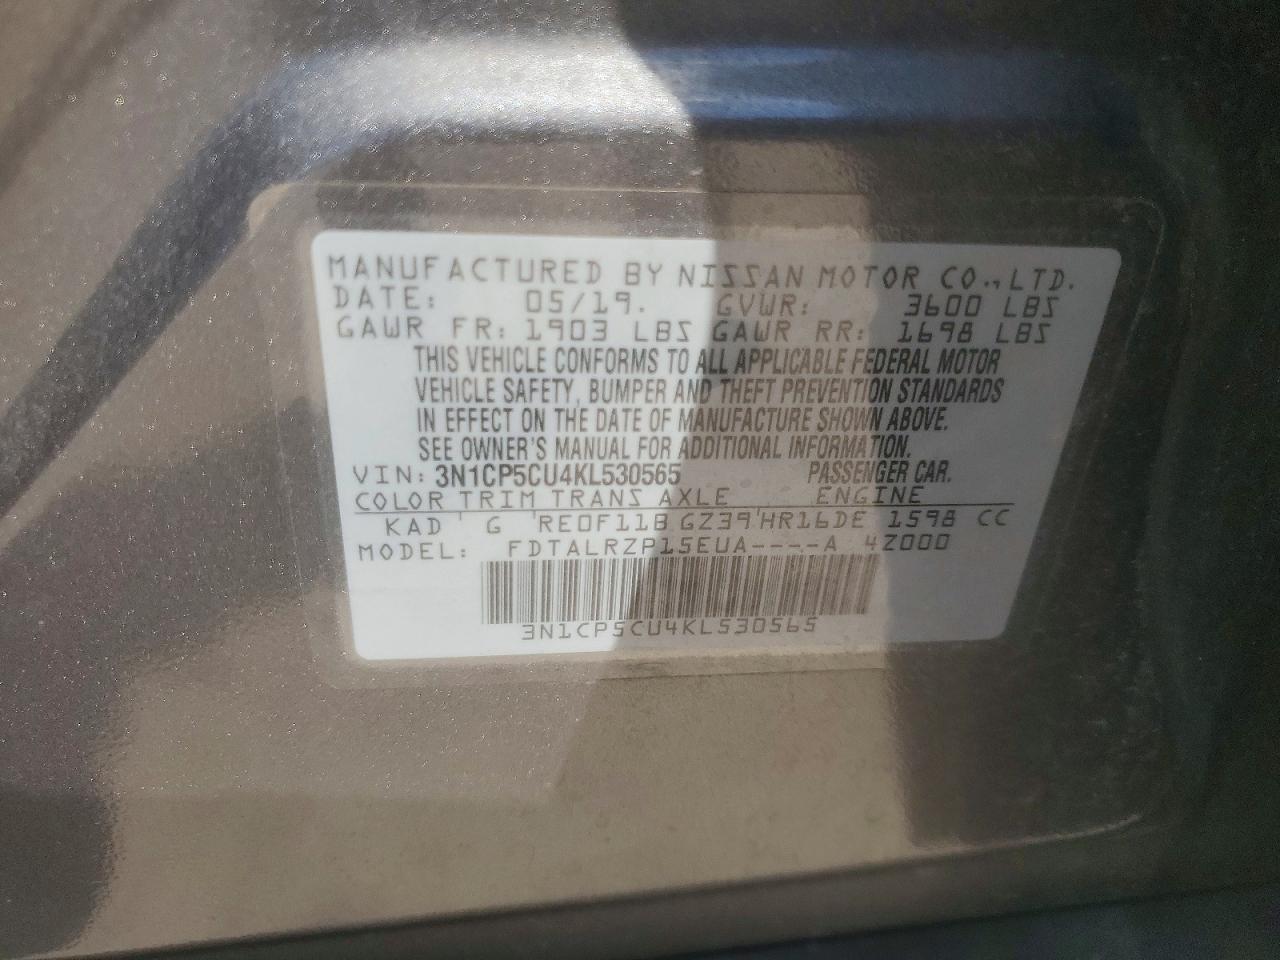 MANUFACTURED BY NISSAN MOTOR CO.,LTD.
DATE: 05/19. GVWR: 3600 LBS
GAWR FR: 1903 LBS GAWR RR: 1698 LBS
THIS VEHICLE CONFORMS TO ALL APPLICABLE FEDERAL MOTOR
VEHICLE SAFETY, BUMPER AND THEFT PREVENTION STANDARDS
IN EFFECT ON THE DATE OF MANUFACTURE SHOWN ABOVE.
SEE OWNER'S MANUAL FOR ADDITIONAL INFORMATION.
VIN: 3N1CP5CU4KL530565 PASSENGER CAR.
COLOR TRIM TRANS AXLE ENGINE
KAD ' G 'RE0F11B GZ39'HR16DE 1598 CC
MODEL: FDTALRZP15EUA----A 4Z000
3N1CP5CU4KL530565